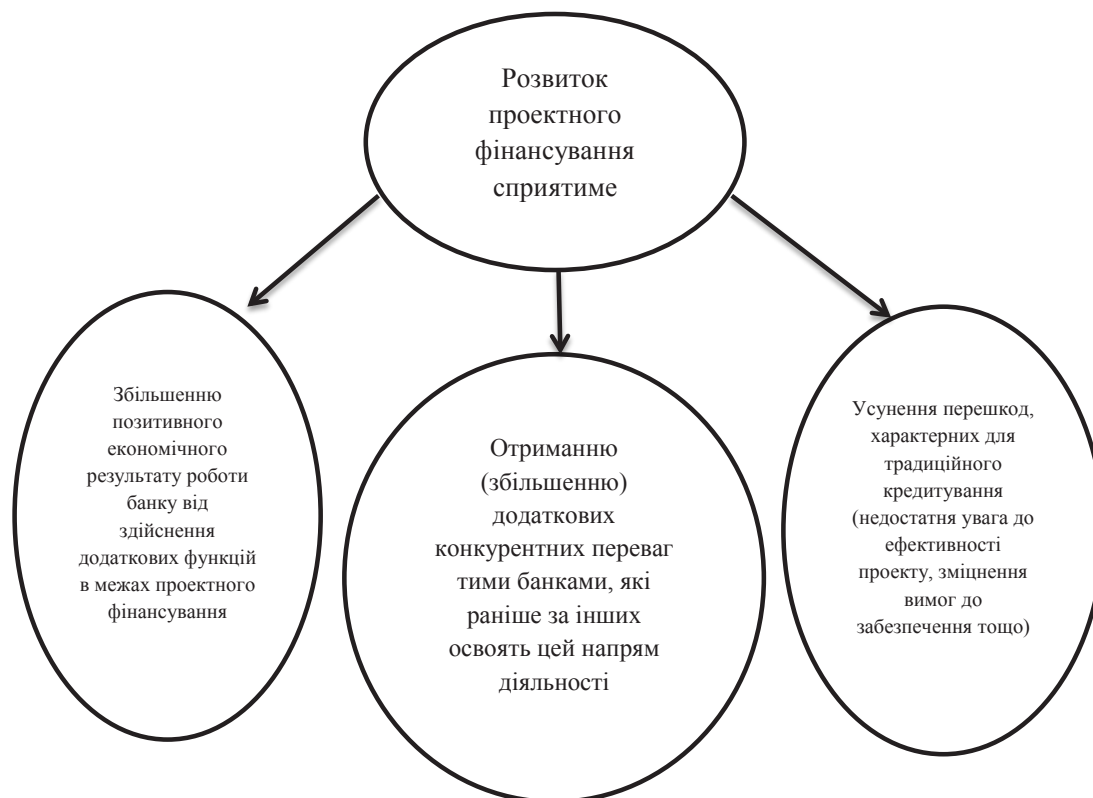 Розвиток
проектного
фінансування
сприятиме
Збільшенню
позитивного
економічного
результату роботи
банку від
здійснення
додаткових функцій
в межах проектного
фінансування
Отриманню
(збільшенню)
додаткових
конкурентних переваг
тими банками, які
раніше за інших
освоять цей напрям
діяльності
Усунення перешкод,
характерних для
традиційного
кредитування
(недостатня увага до
ефективності
проекту, зміцнення
вимог до
забезпечення тощо)